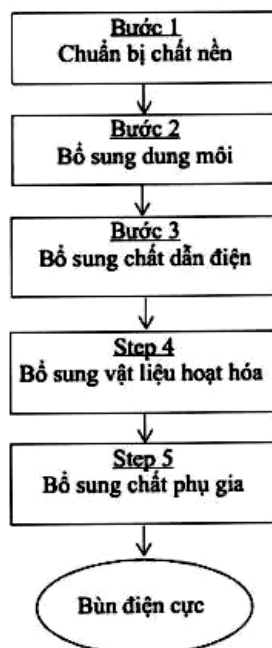 Bước 1
Chuẩn bị chất nền
Bước 2
Bổ sung dung môi
Bước 3
Bổ sung chất dẫn điện
Step 4
Bổ sung vật liệu hoạt hóa
Step 5
Bổ sung chất phụ gia
Bùn điện cực